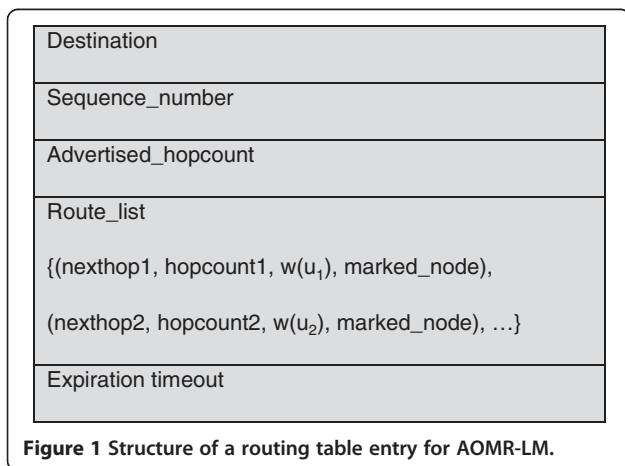 Destination
Sequence_number
Advertised_hopcount
Route_list
{(nexthop1, hopcount1, w(u₁), marked_node),
(nexthop2, hopcount2, w(u₂), marked_node), …}
Expiration timeout
Figure 1 Structure of a routing table entry for AOMR-LM.